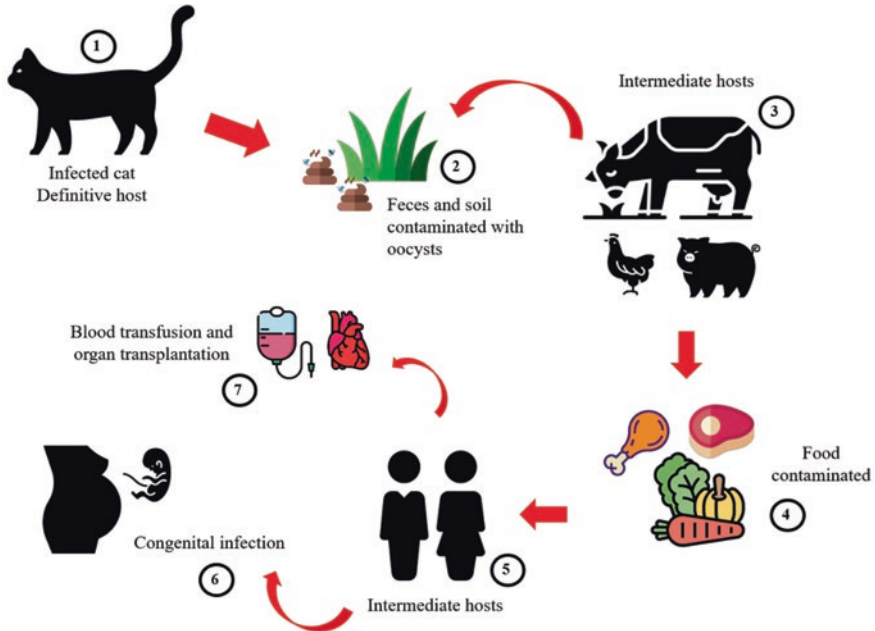 1
Infected cat
Definitive host
2
Feces and soil
contaminated with
oocysts
Intermediate hosts
3
Food
contaminated
4
5
Intermediate hosts
Congenital infection
6
Blood transfusion and
organ transplantation
7